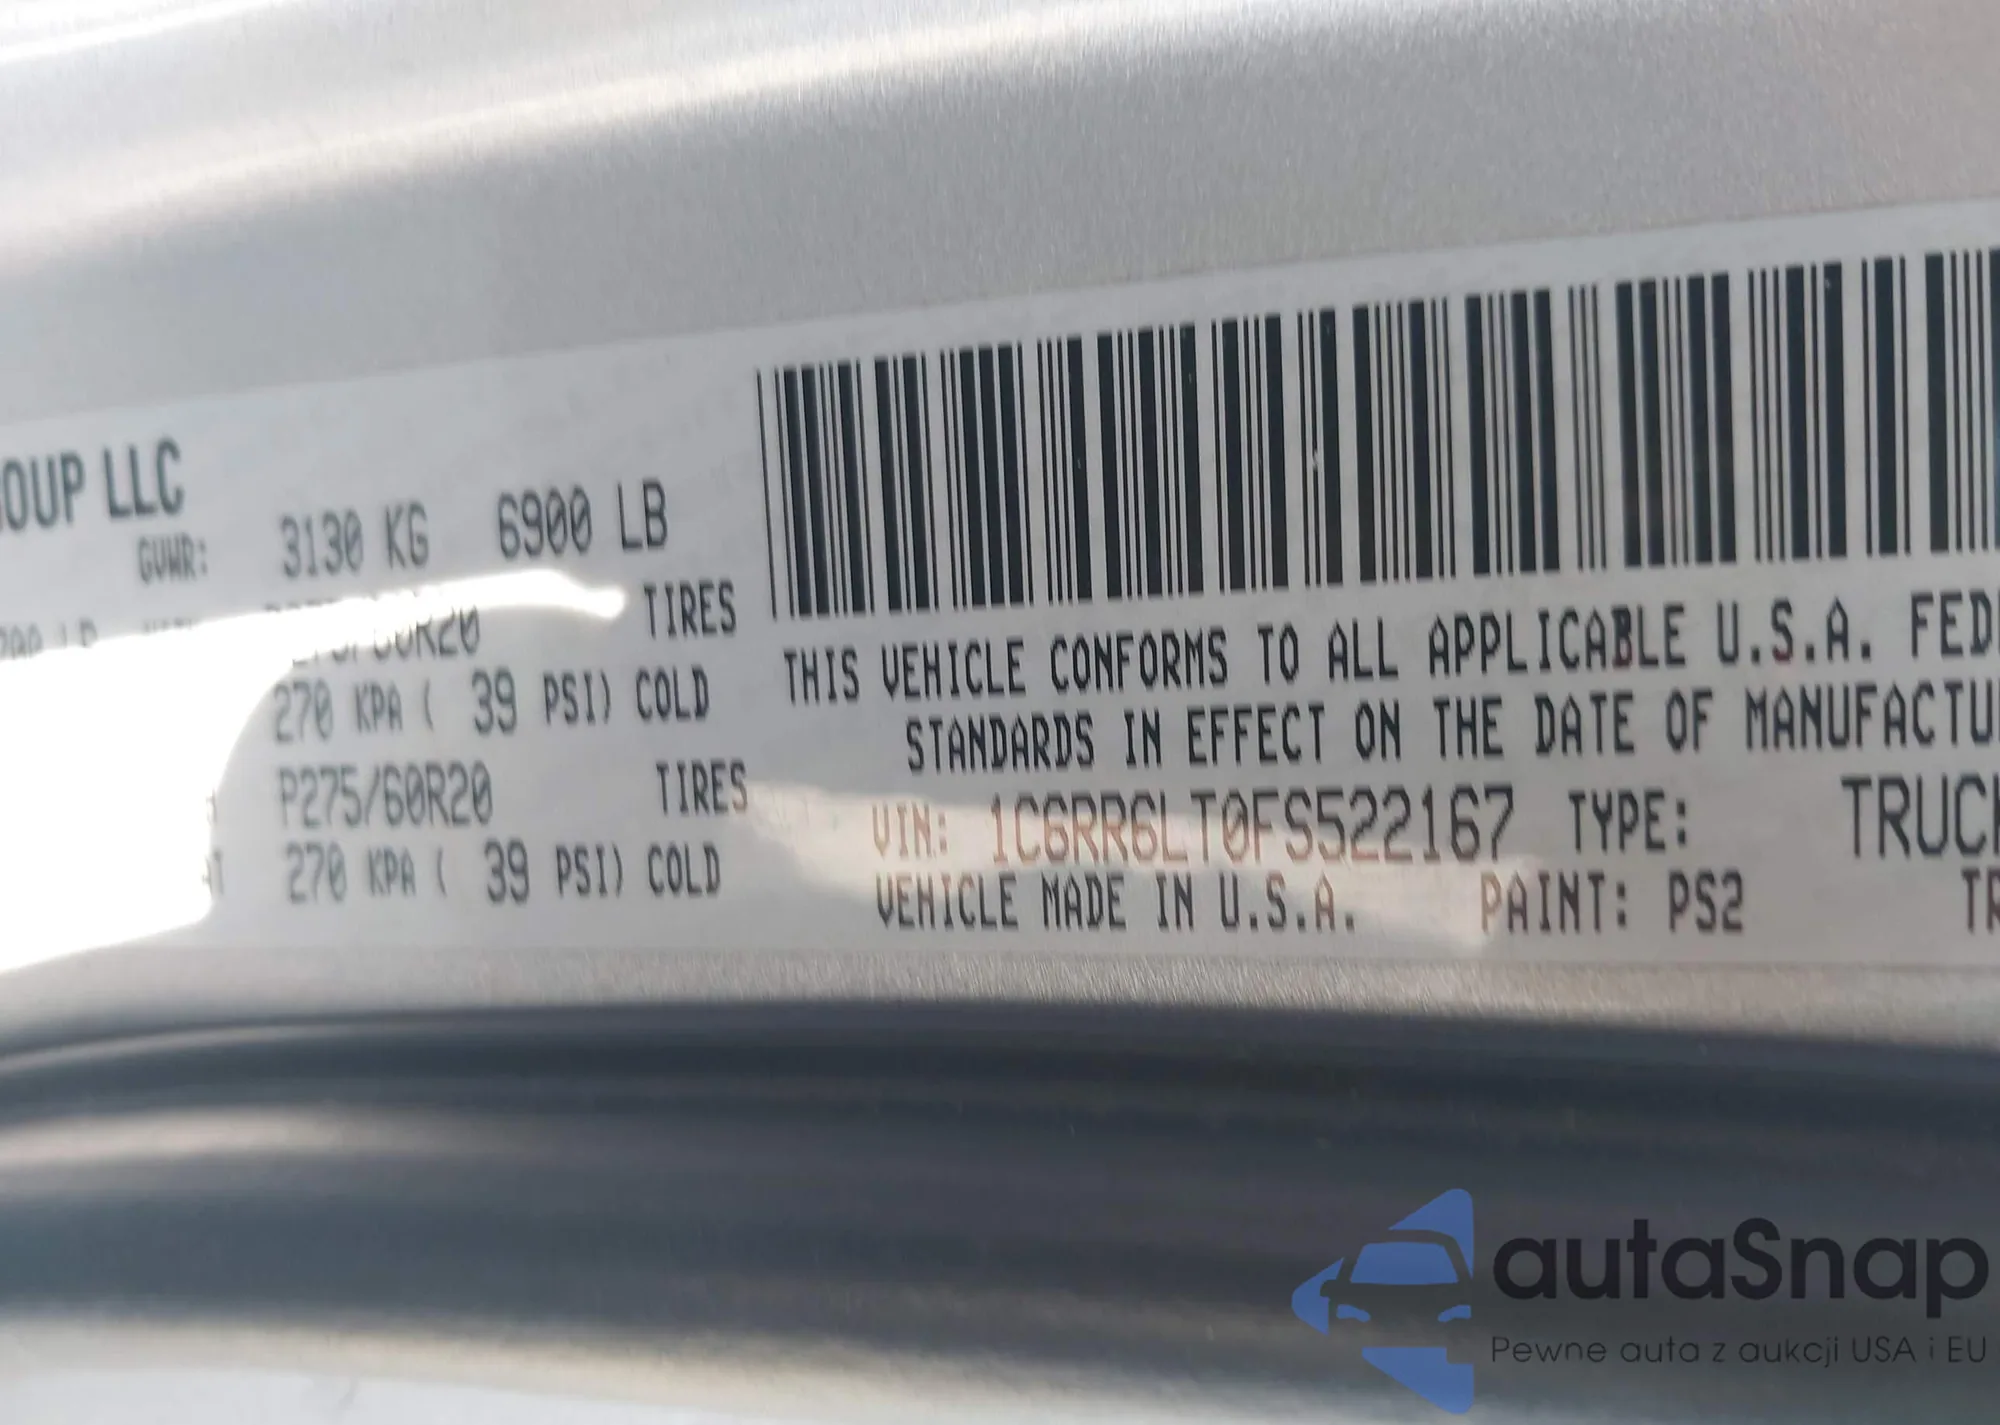 OUP LLC
GVWR: 3130 KG 6900 LB
TIRES
270 KPA ( 39 PSI) COLD
P275/60R20 TIRES
270 KPA ( 39 PSI) COLD
THIS VEHICLE CONFORMS TO ALL APPLICABLE U.S.A. FED
STANDARDS IN EFFECT ON THE DATE OF MANUFACTU
VIN: 1C6RR6LT0FS522167 TYPE: TRUCK
VEHICLE MADE IN U.S.A. PAINT: PS2 TR
autaSnap
Pewne auta z aukcji USA i EU